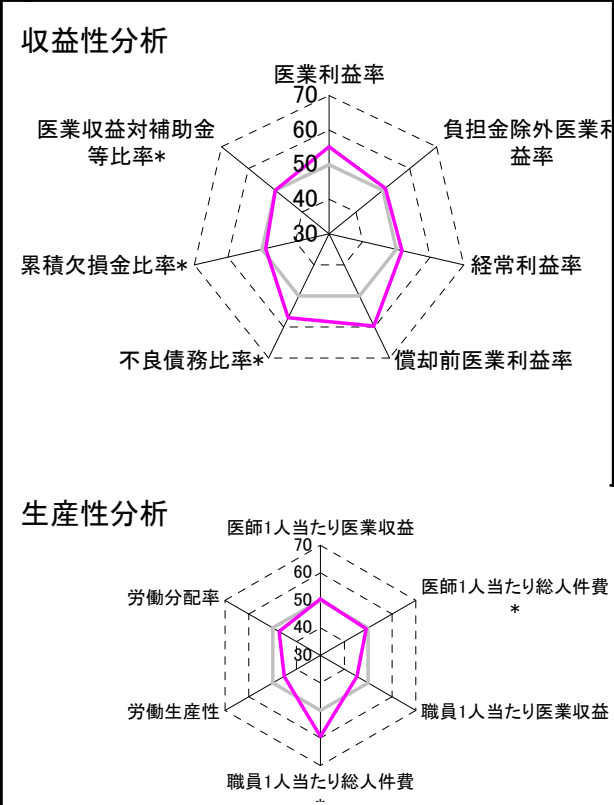 収益性分析
医業利益率
70
60
50
40
30
負担金除外医業利
益率
経常利益率
償却前医業利益率
不良債務比率*
累積欠損金比率*
医業収益対補助金
等比率*
生産性分析
医師1人当たり医業収益
70
60
50
40
30
医師1人当たり総人件費
*
職員1人当たり医業収益
職員1人当たり総人件費
*
労働生産性
労働分配率